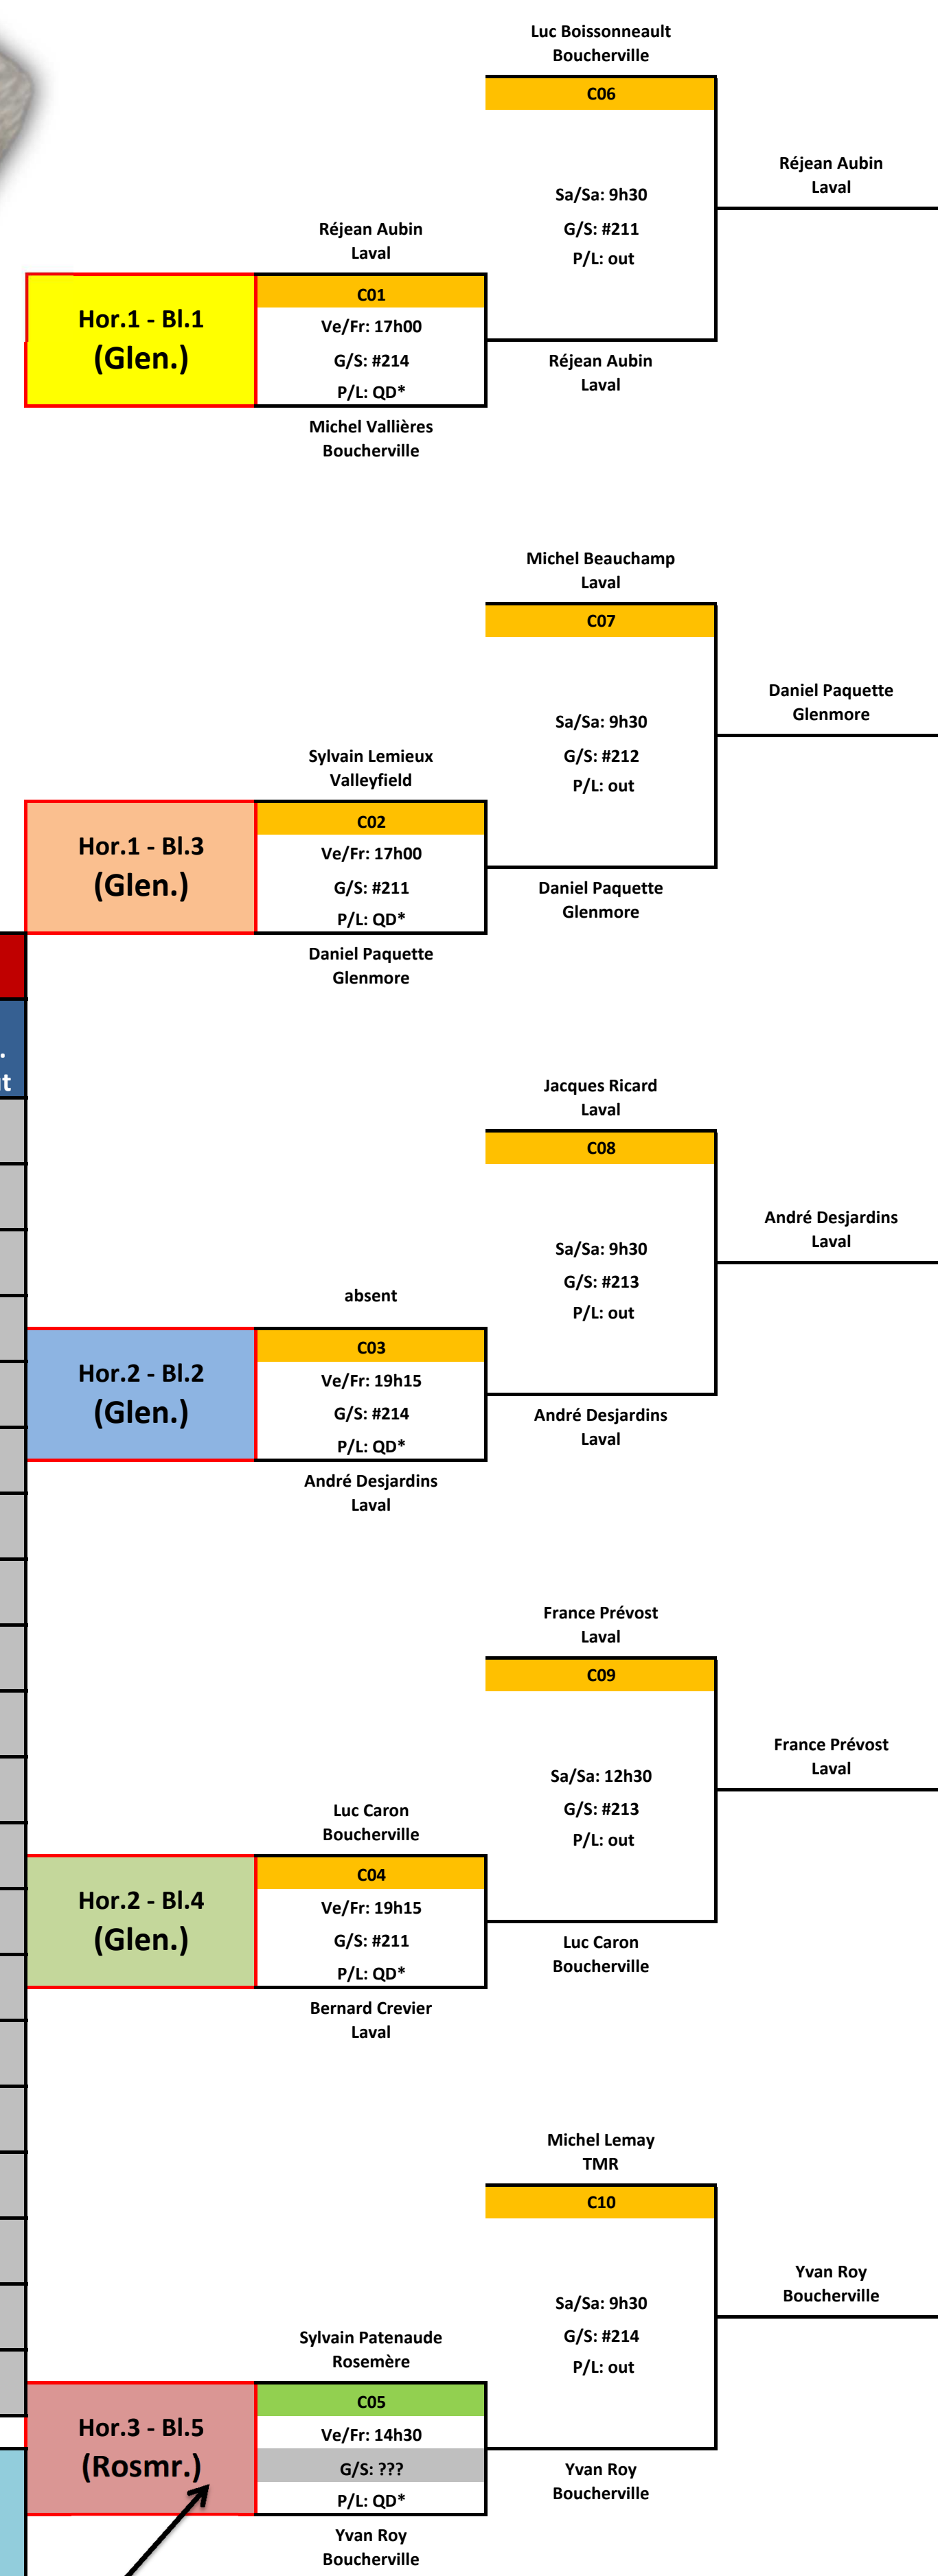 Luc Boissonneault
Boucherville
C06
Sa/Sa: 9h30
G/S: #211
P/L: out
Réjean Aubin
Laval
Réjean Aubin
Laval
Hor.1 - Bl.1
(Glen.)
C01
Ve/Fr: 17h00
G/S: #214
P/L: QD*
Réjean Aubin
Laval
Michel Vallières
Boucherville
Michel Beauchamp
Laval
C07
Sa/Sa: 9h30
G/S: #212
P/L: out
Daniel Paquette
Glenmore
Sylvain Lemieux
Valleyfield
Hor.1 - Bl.3
(Glen.)
C02
Ve/Fr: 17h00
G/S: #211
P/L: QD*
Daniel Paquette
Glenmore
Daniel Paquette
Glenmore
Jacques Ricard
Laval
C08
Sa/Sa: 9h30
G/S: #213
P/L: out
André Desjardins
Laval
absent
Hor.2 - Bl.2
(Glen.)
C03
Ve/Fr: 19h15
G/S: #214
P/L: QD*
André Desjardins
Laval
André Desjardins
Laval
France Prévost
Laval
C09
Sa/Sa: 12h30
G/S: #213
P/L: out
France Prévost
Laval
Luc Caron
Boucherville
Hor.2 - Bl.4
(Glen.)
C04
Ve/Fr: 19h15
G/S: #211
P/L: QD*
Luc Caron
Boucherville
Bernard Crevier
Laval
Michel Lemay
TMR
C10
Sa/Sa: 9h30
G/S: #214
P/L: out
Yvan Roy
Boucherville
Sylvain Patenaude
Rosemère
Hor.3 - Bl.5
(Rosmr.)
C05
Ve/Fr: 14h30
G/S: ???
P/L: QD*
Yvan Roy
Boucherville
Yvan Roy
Boucherville